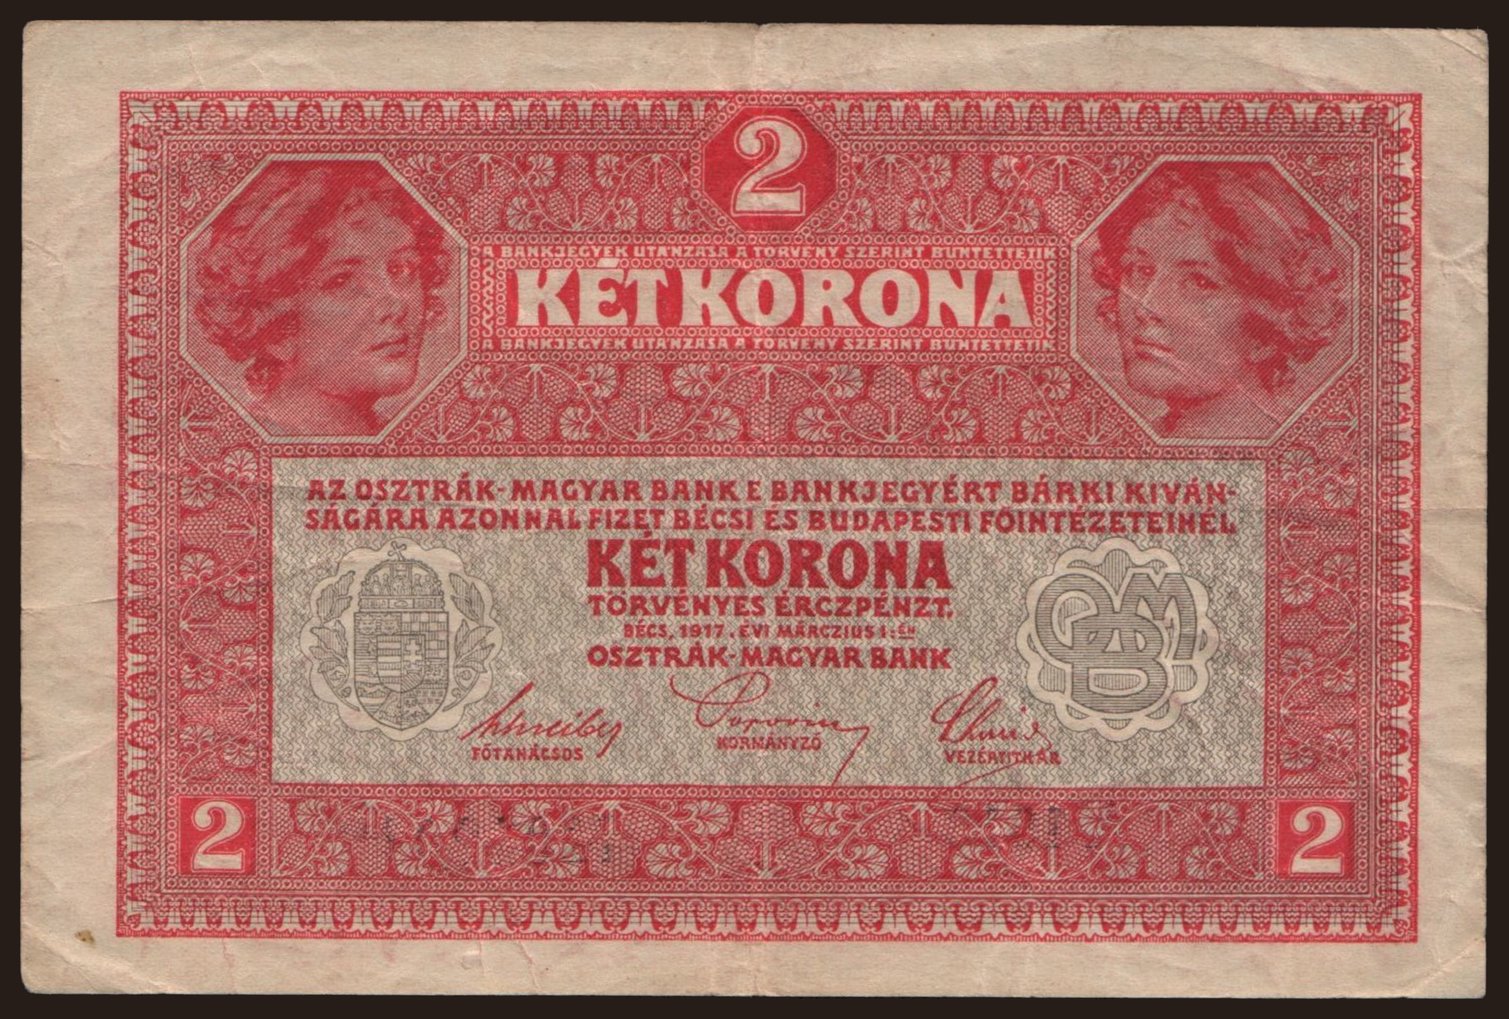 2
A BANKJEGYEK UTÁNZÁSA A TÖRVÉNY SZERINT BÜNTETTETIK
KÉT KORONA
BANKJEGYEK UTÁNZÁSA A TÖRVÉNY SZERINT BÜNTETTETIK
AZ OSZTRÁK-MAGYAR BANK E BANKJEGYÉRT BÁRKI KIVÁN-
SÁGÁRA AZONNAL FIZET BÉCSI ÉS BUDAPESTI FŐINTÉZETEINÉL
KÉT KORONA
TÖRVÉNYES ÉRCZPÉNZT.
BÉCS, 1917. ÉVI MÁRCZIUS 1-ÉN
OSZTRÁK-MAGYAR BANK
Popovics
FŐTANÁCSOS KORMÁNYZÓ VEZÉRTITKÁR
2 2